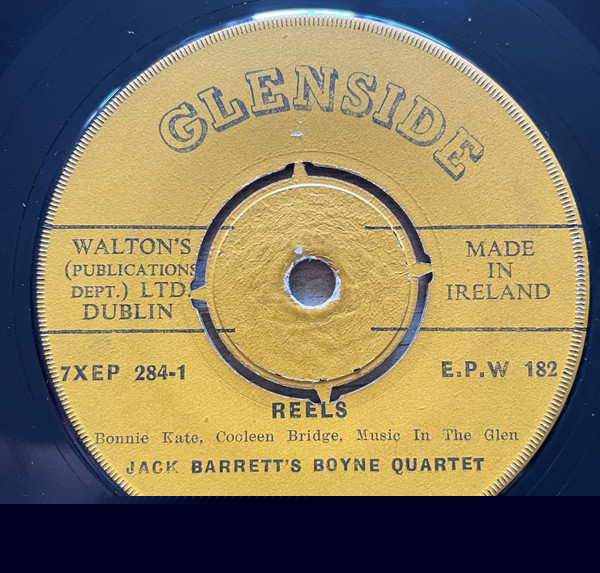 GLENSIDE
WALTON'S
(PUBLICATIONS
DEPT.) LTD.
DUBLIN
MADE
IN
IRELAND
7XEP 284-1
E.P.W 182
REELS
Bonnie Kate, Cooleen Bridge, Music In The Glen
JACK BARRETT'S BOYNE QUARTET